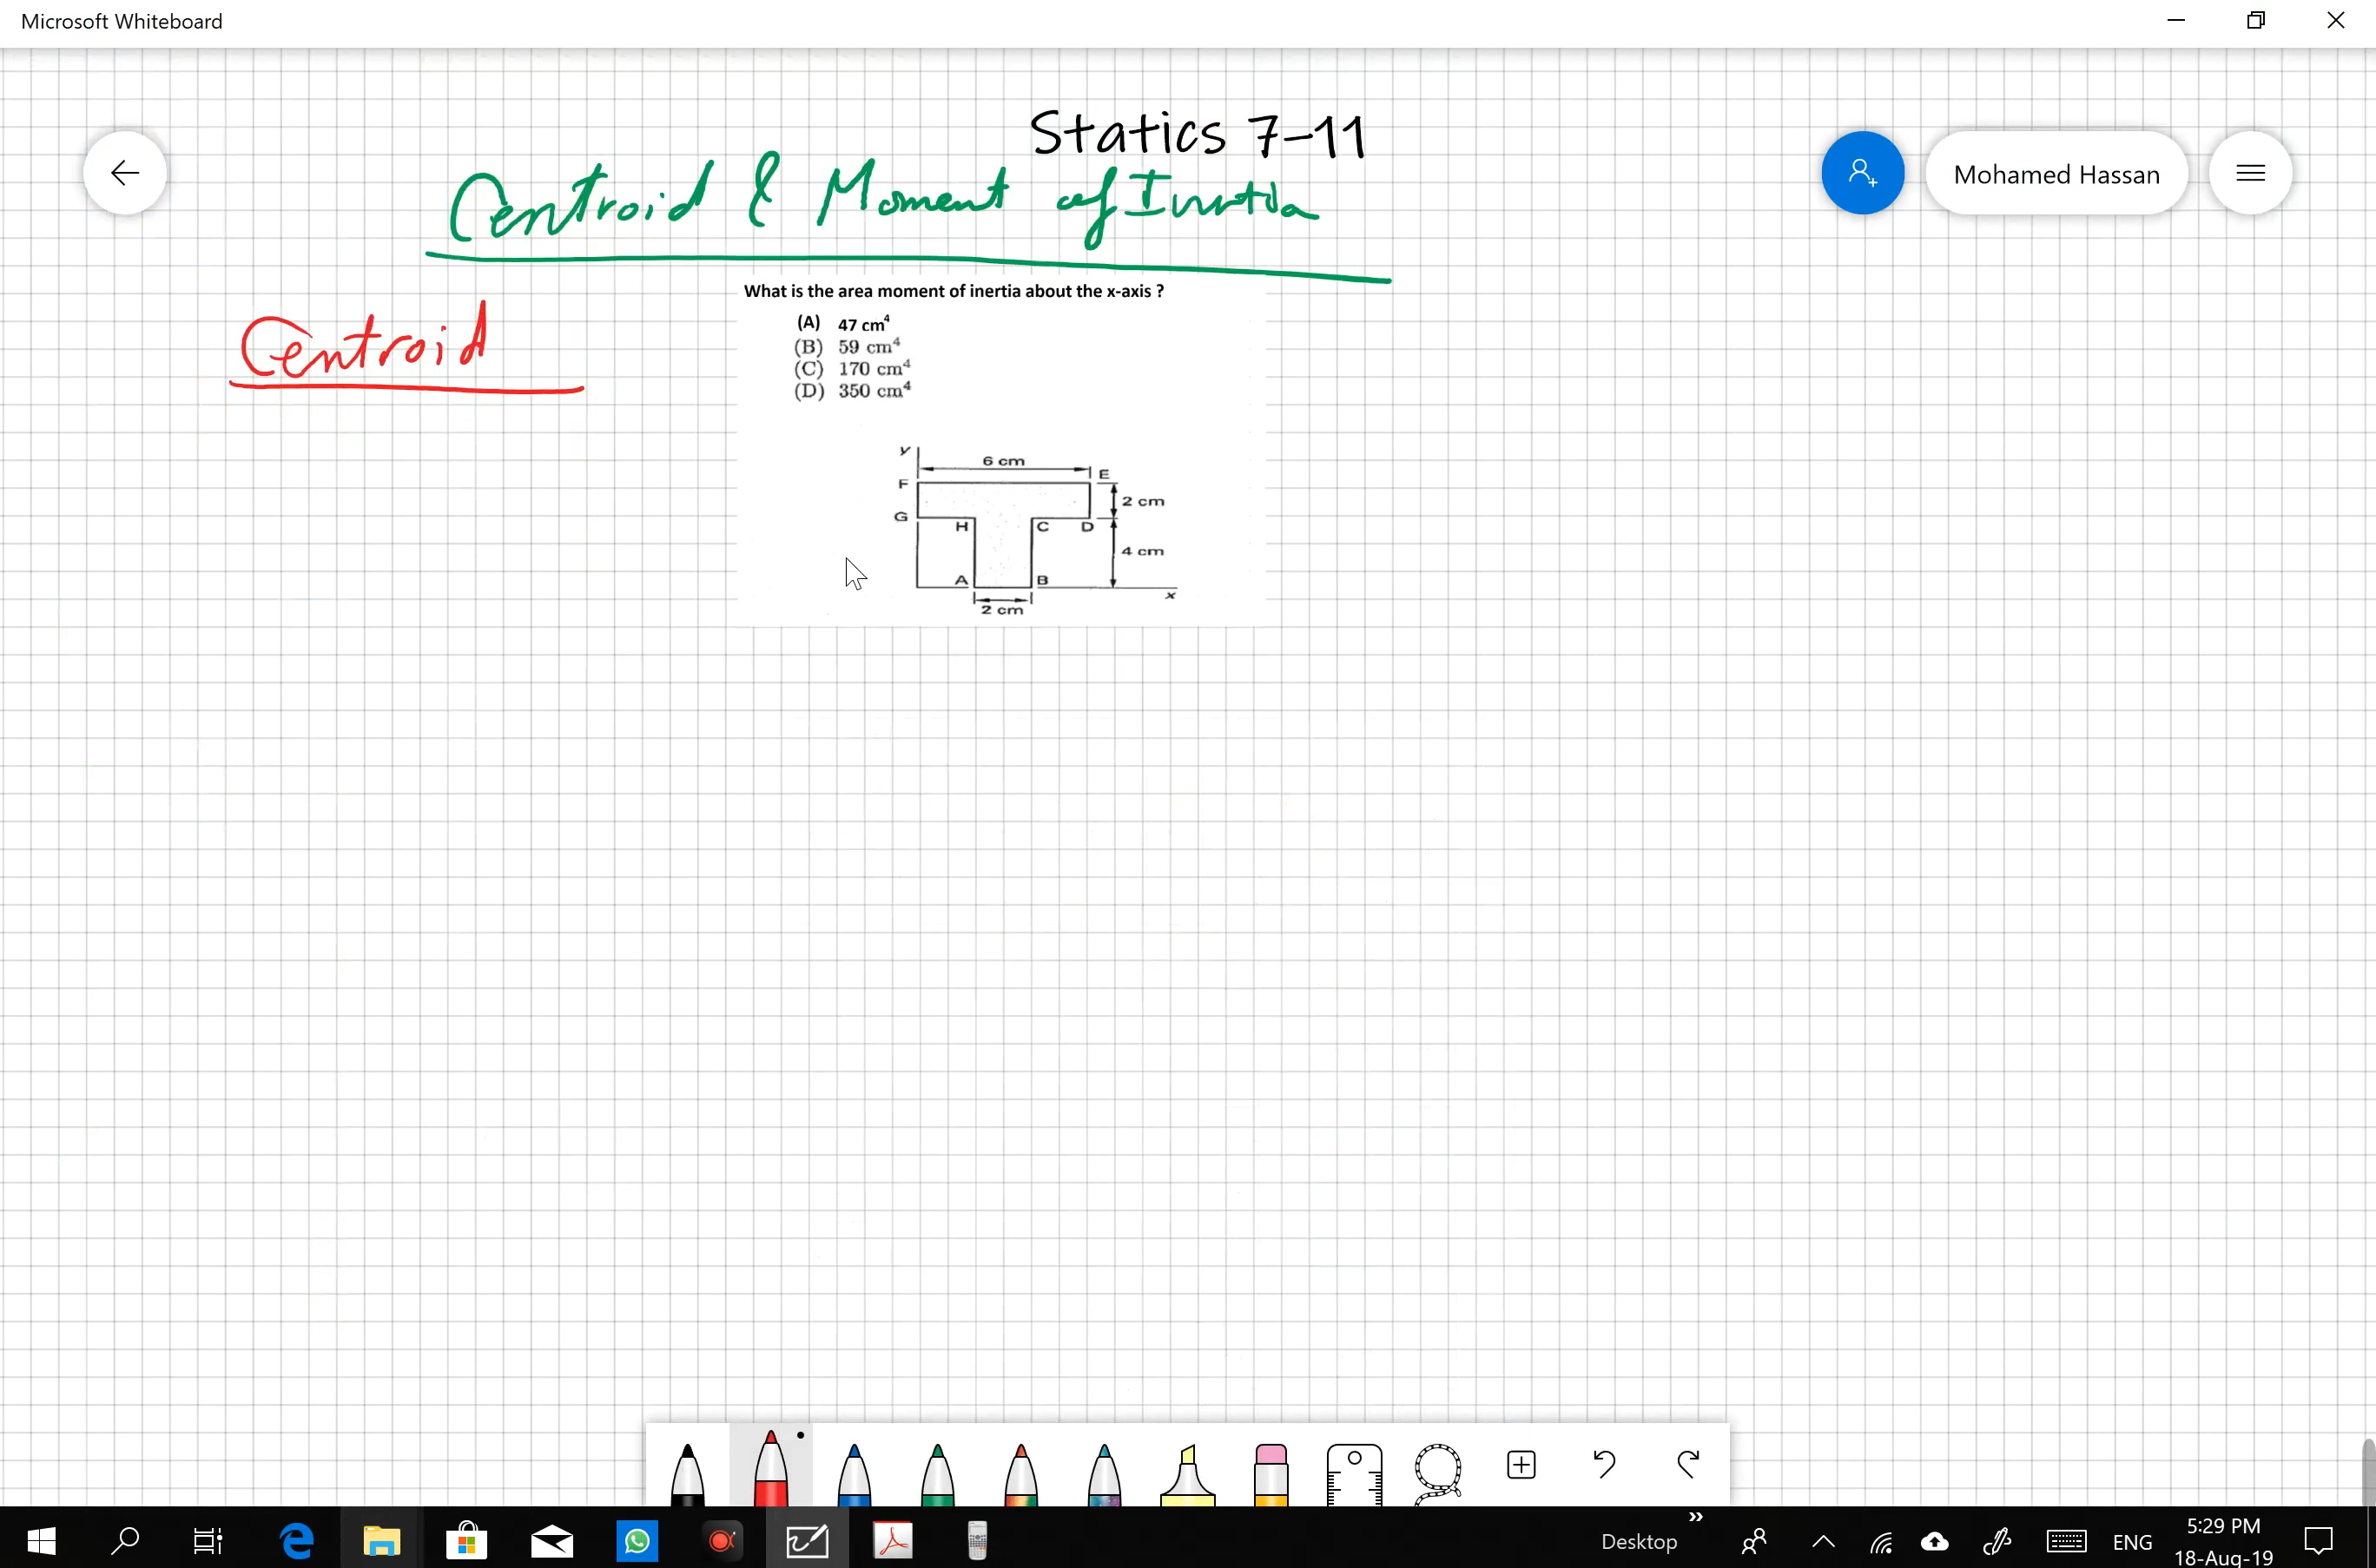 Microsoft Whiteboard
Statics 7-11
Centroid & Moment of Inertia
Mohamed Hassan
Centroid
What is the area moment of inertia about the x-axis ?
(A) 47 cm⁴
(B) 59 cm⁴
(C) 170 cm⁴
(D) 350 cm⁴
y
6 cm
F E
2 cm
G H C D
4 cm
A B
x
2 cm
Desktop
»
ENG
5:29 PM
18-Aug-19